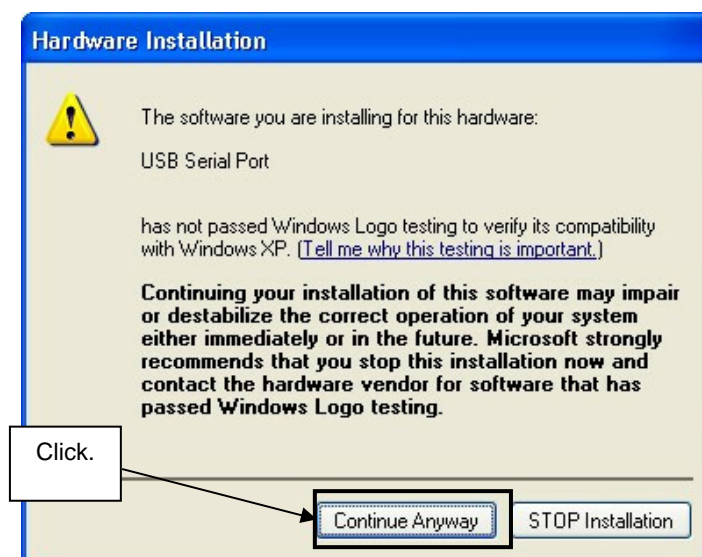 Hardware Installation
The software you are installing for this hardware:
USB Serial Port
has not passed Windows Logo testing to verify its compatibility
with Windows XP. (Tell me why this testing is important.)
Continuing your installation of this software may impair
or destabilize the correct operation of your system
either immediately or in the future. Microsoft strongly
recommends that you stop this installation now and
contact the hardware vendor for software that has
passed Windows Logo testing.
Click.
Continue Anyway STOP Installation